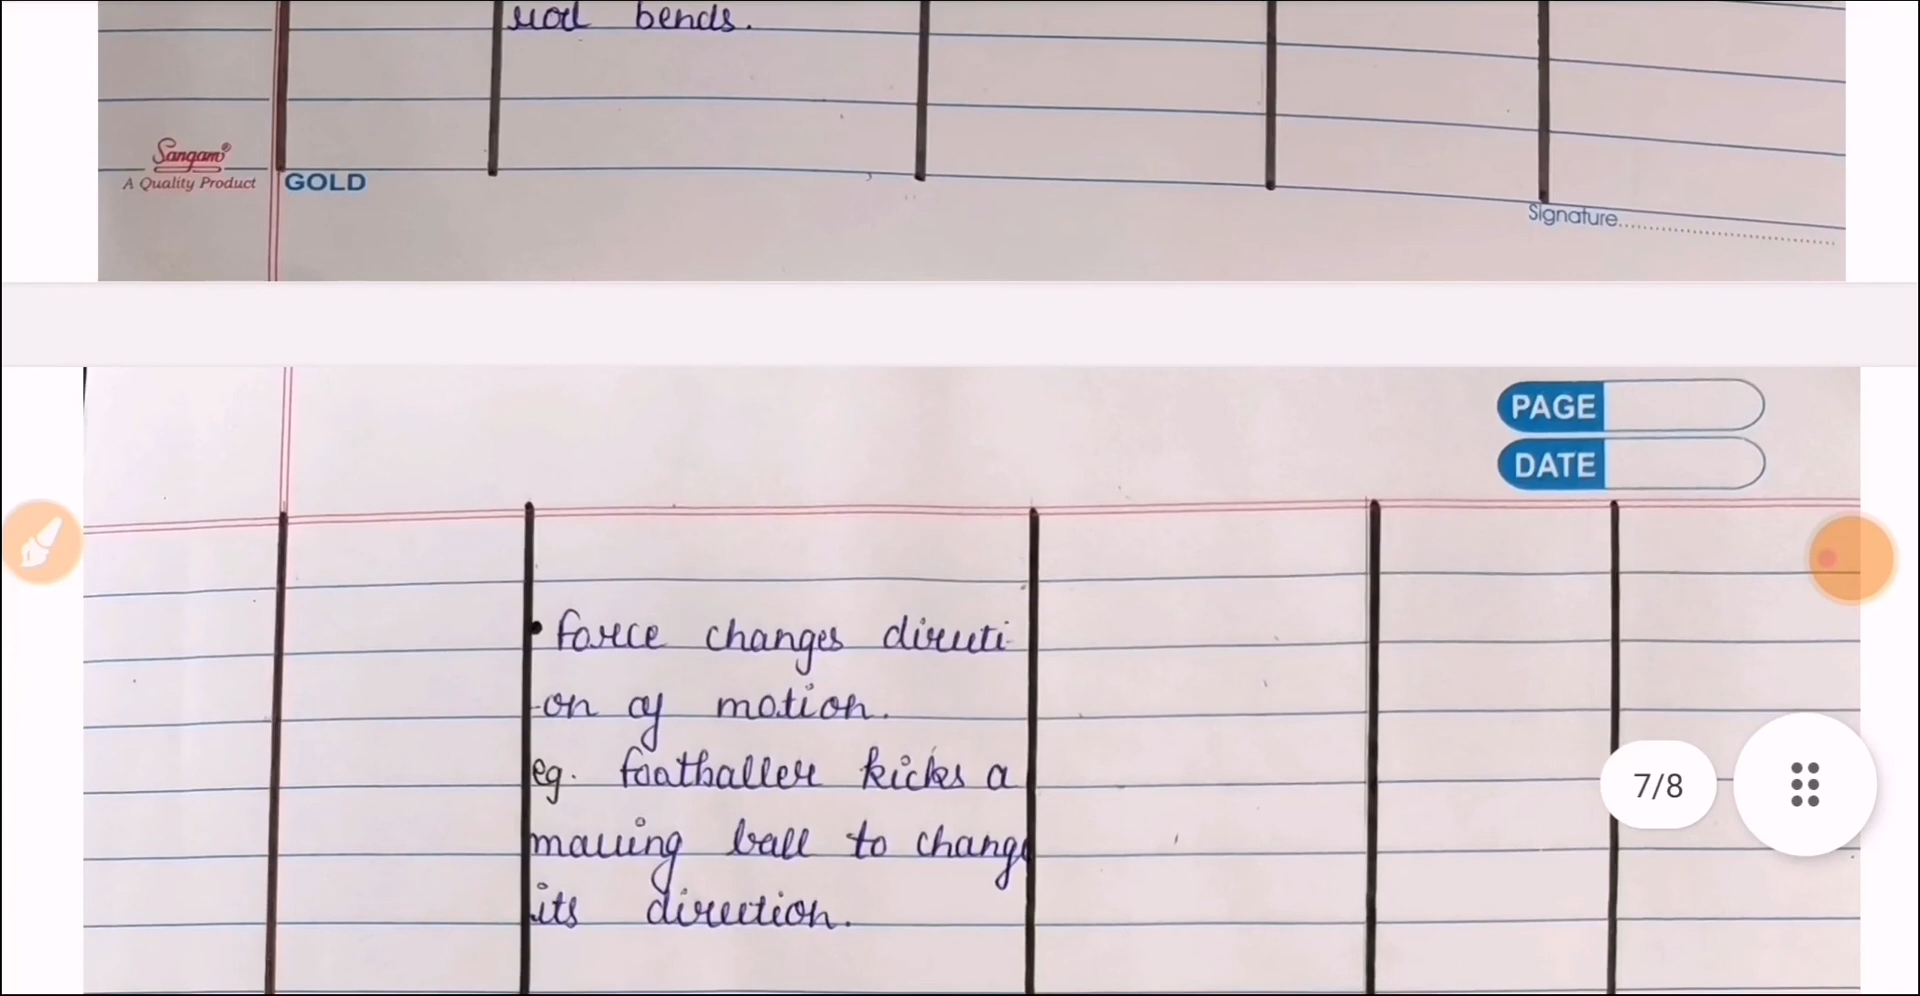 rod bends.
Sangam®
A Quality Product
GOLD
Signature
PAGE
DATE
• force changes directi-
-on of motion.
eg. footballer kicks a
moving ball to change
its direction.
7/8